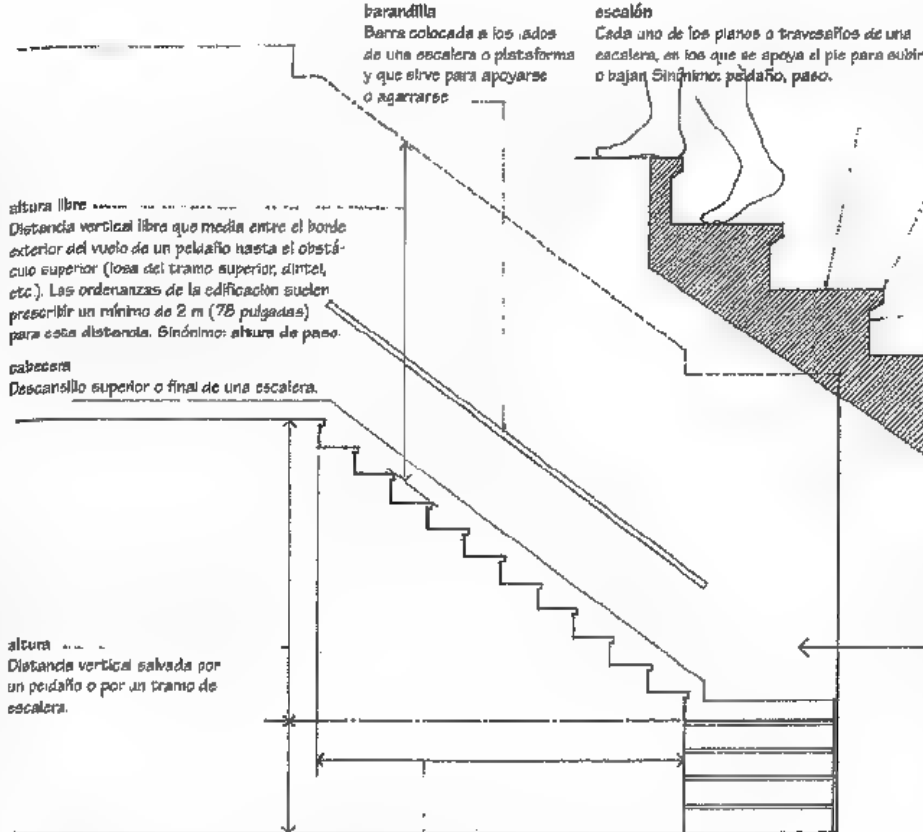 barandilla
Barra colocada a los lados
de una escalera o plataforma
y que sirve para apoyarse
o agarrarse
escalón
Cada uno de los planos o travesaños de una
escalera, en los que se apoya el pie para subir
o bajar. Sinónimo: peldaño, paso.
altura libre
Distancia vertical libre que media entre el borde
exterior del vuelo de un peldaño hasta el obstá-
culo superior (losa del tramo superior, dintel,
etc.). Las ordenanzas de la edificación suelen
prescribir un mínimo de 2 m (78 pulgadas)
para esta distancia. Sinónimo: altura de paso.
cabecera
Descansillo superior o final de una escalera.
altura
Distancia vertical salvada por
un peldaño o por un tramo de
escalera.